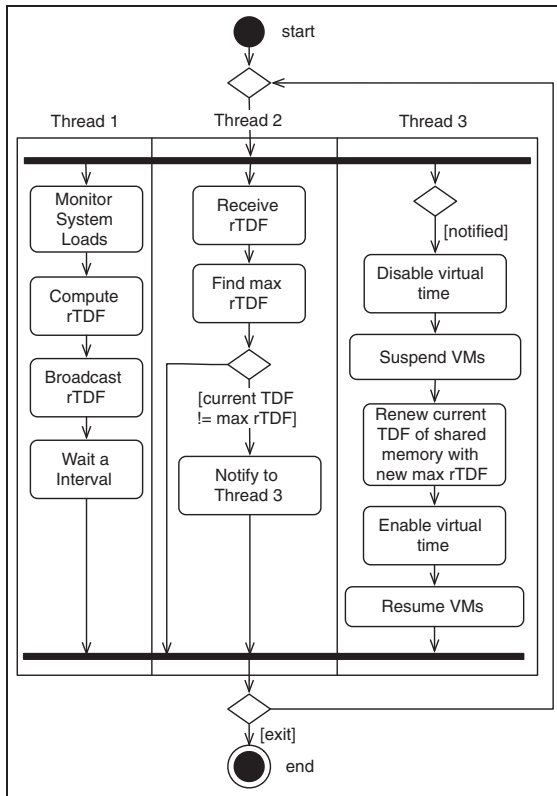 start
Thread 1
Thread 2
Thread 3
Monitor
System
Loads
Compute
rTDF
Broadcast
rTDF
Wait a
Interval
Receive
rTDF
Find max
rTDF
[current TDF
!= max rTDF]
Notify to
Thread 3
[notified]
Disable virtual
time
Suspend VMs
Renew current
TDF of shared
memory with
new max rTDF
Enable virtual
time
Resume VMs
[exit]
end